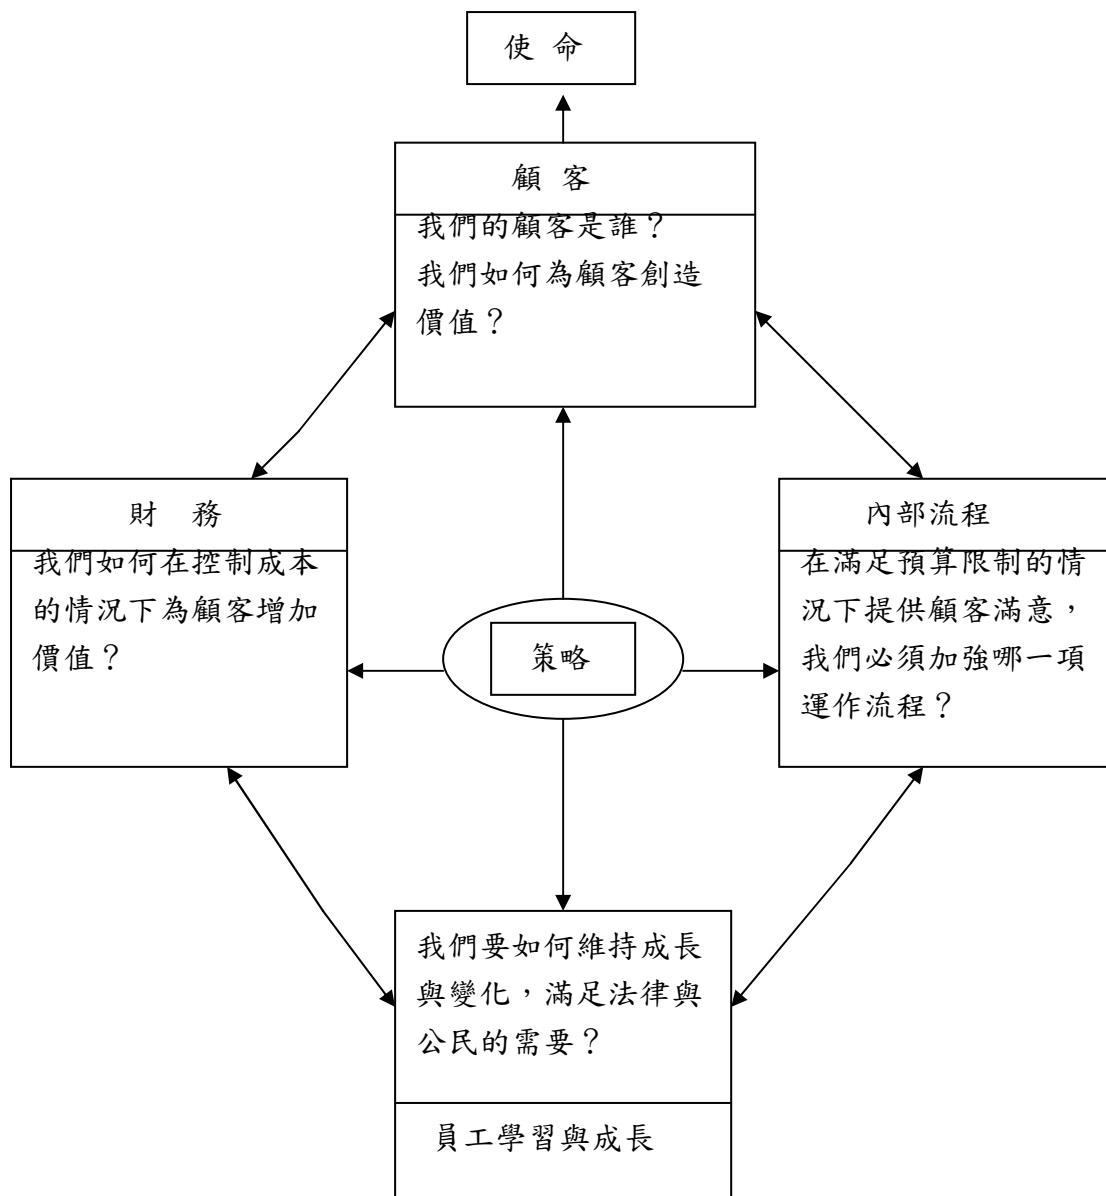 使 命
顧 客
我們的顧客是誰？
我們如何為顧客創造
價值？
財 務
我們如何在控制成本
的情況下為顧客增加
價值？
策略
內部流程
在滿足預算限制的情
況下提供顧客滿意，
我們必須加強哪一項
運作流程？
我們要如何維持成長
與變化，滿足法律與
公民的需要？
員工學習與成長